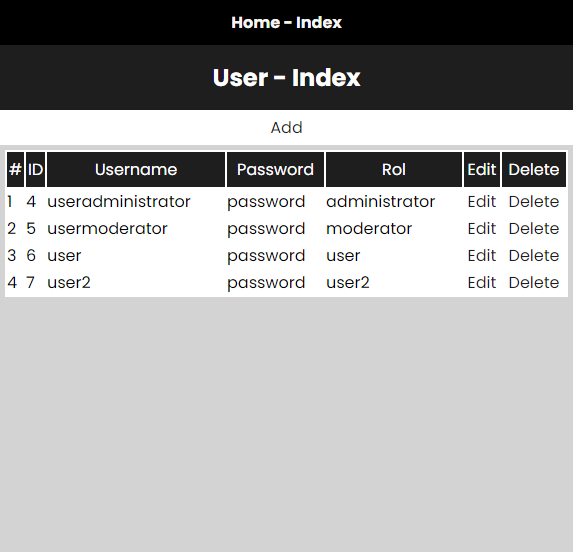 Home - Index
User - Index
Add
# ID Username Password Rol Edit Delete
1 4 useradministrator password administrator Edit Delete
2 5 usermoderator password moderator Edit Delete
3 6 user password user Edit Delete
4 7 user2 password user2 Edit Delete